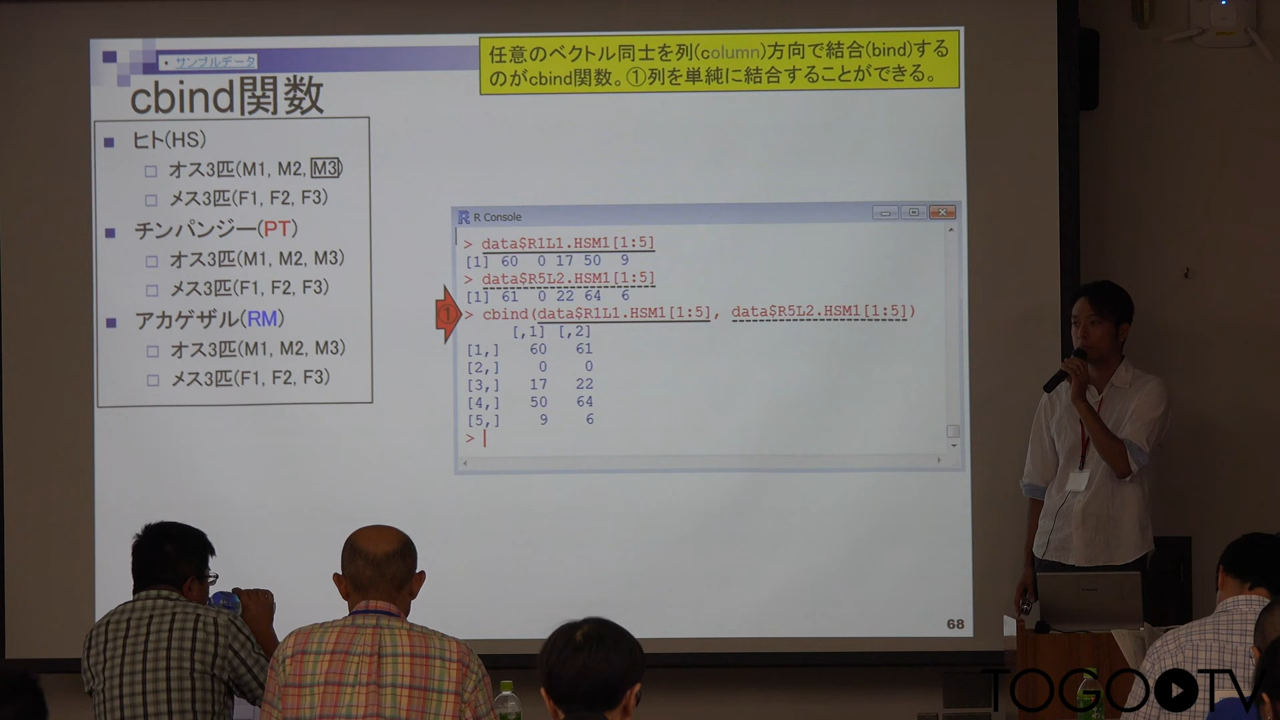 • サンプルデータ
任意のベクトル同士を列(column)方向で結合(bind)する
のがcbind関数。①列を単純に結合することができる。
cbind関数
ヒト(HS)
オス3匹(M1, M2, M3)
メス3匹(F1, F2, F3)
チンパンジー(PT)
オス3匹(M1, M2, M3)
メス3匹(F1, F2, F3)
アカゲザル(RM)
オス3匹(M1, M2, M3)
メス3匹(F1, F2, F3)
R Console
> data$R1L1.HSM1[1:5]
[1] 60 0 17 50 9
> data$R5L2.HSM1[1:5]
[1] 61 0 22 64 6
①
> cbind(data$R1L1.HSM1[1:5], data$R5L2.HSM1[1:5])
[,1] [,2]
[1,] 60 61
[2,] 0 0
[3,] 17 22
[4,] 50 64
[5,] 9 6
>
68
TOGOTV